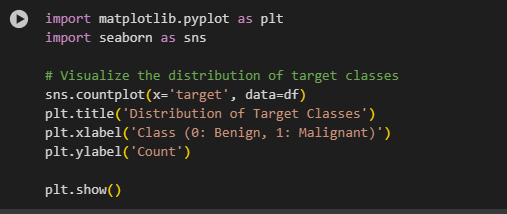 import matplotlib.pyplot as plt
import seaborn as sns

# Visualize the distribution of target classes
sns.countplot(x='target', data=df)
plt.title('Distribution of Target Classes')
plt.xlabel('Class (0: Benign, 1: Malignant)')
plt.ylabel('Count')

plt.show()